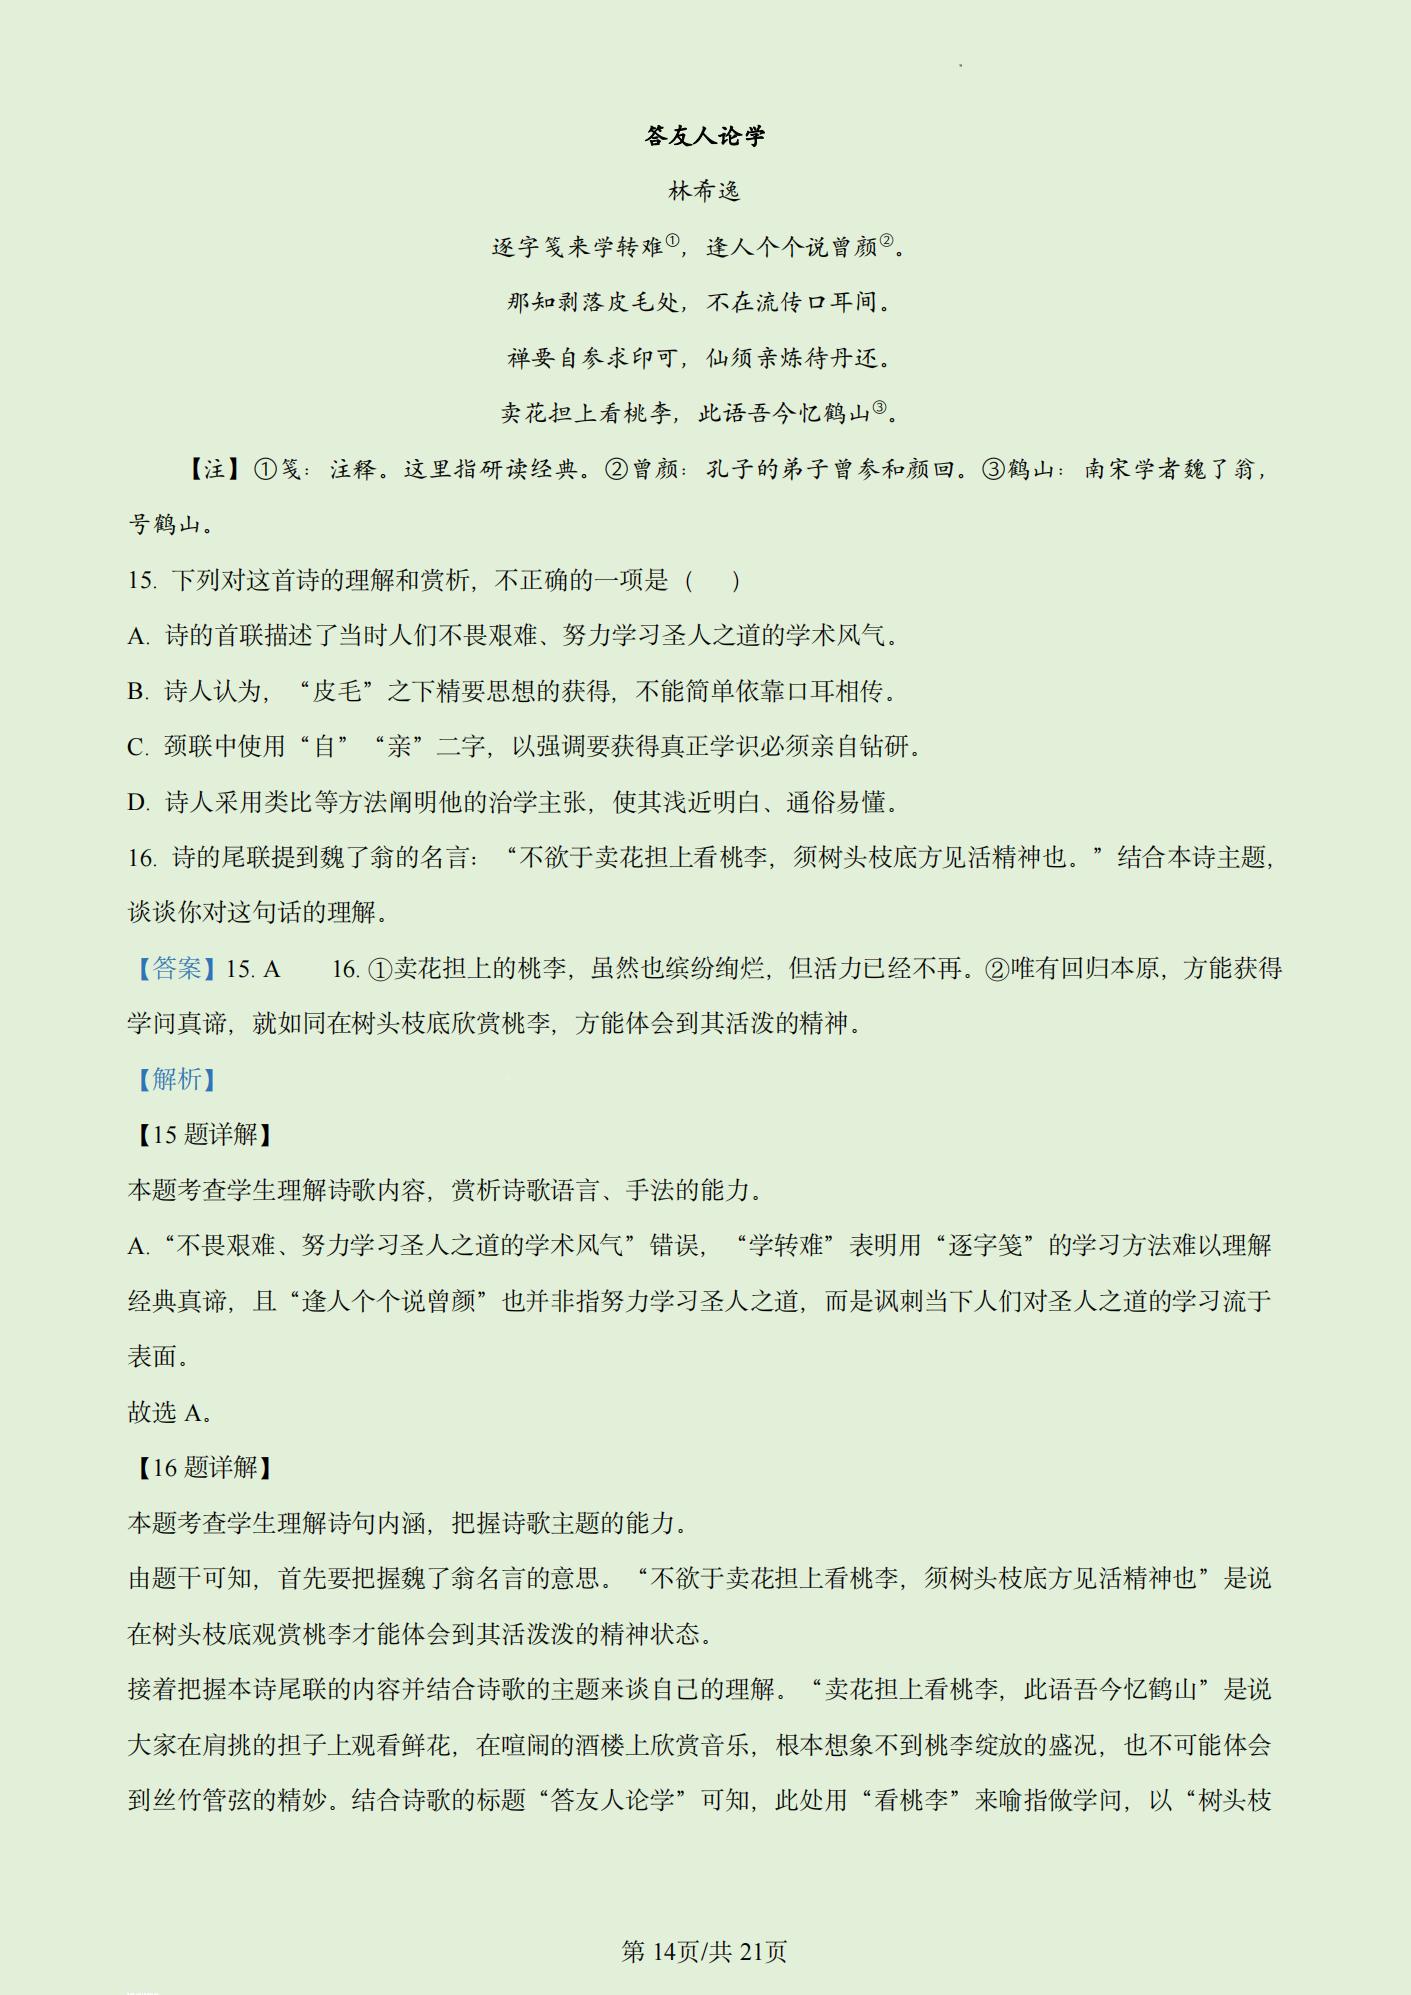 答友人论学
林希逸
逐字笺来学转难①，逢人个个说曾颜②。
那知剥落皮毛处，不在流传口耳间。
禅要自参求印可，仙须亲炼待丹还。
卖花担上看桃李，此语吾今忆鹤山③。
【注】①笺：注释。这里指研读经典。②曾颜：孔子的弟子曾参和颜回。③鹤山：南宋学者魏了翁，
号鹤山。
15. 下列对这首诗的理解和赏析，不正确的一项是（ ）
A. 诗的首联描述了当时人们不畏艰难、努力学习圣人之道的学术风气。
B. 诗人认为，“皮毛”之下精要思想的获得，不能简单依靠口耳相传。
C. 颈联中使用“自”“亲”二字，以强调要获得真正学识必须亲自钻研。
D. 诗人采用类比等方法阐明他的治学主张，使其浅近明白、通俗易懂。
16. 诗的尾联提到魏了翁的名言：“不欲于卖花担上看桃李，须树头枝底方见活精神也。”结合本诗主题，
谈谈你对这句话的理解。
【答案】15. A 16. ①卖花担上的桃李，虽然也缤纷绚烂，但活力已经不再。②唯有回归本原，方能获得
学问真谛，就如同在树头枝底欣赏桃李，方能体会到其活泼的精神。
【解析】
【15 题详解】
本题考查学生理解诗歌内容，赏析诗歌语言、手法的能力。
A.“不畏艰难、努力学习圣人之道的学术风气”错误，“学转难”表明用“逐字笺”的学习方法难以理解
经典真谛，且“逢人个个说曾颜”也并非指努力学习圣人之道，而是讽刺当下人们对圣人之道的学习流于
表面。
故选 A。
【16 题详解】
本题考查学生理解诗句内涵，把握诗歌主题的能力。
由题干可知，首先要把握魏了翁名言的意思。“不欲于卖花担上看桃李，须树头枝底方见活精神也”是说
在树头枝底观赏桃李才能体会到其活泼泼的精神状态。
接着把握本诗尾联的内容并结合诗歌的主题来谈自己的理解。“卖花担上看桃李，此语吾今忆鹤山”是说
大家在肩挑的担子上观看鲜花，在喧闹的酒楼上欣赏音乐，根本想象不到桃李绽放的盛况，也不可能体会
到丝竹管弦的精妙。结合诗歌的标题“答友人论学”可知，此处用“看桃李”来喻指做学问，以“树头枝
第 14页/共 21页